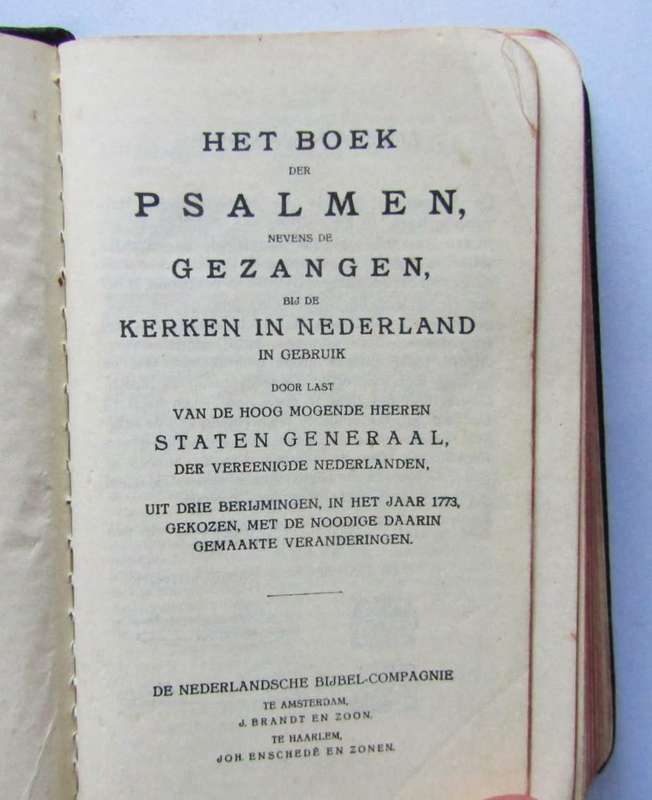 HET BOEK
DER
PSALMEN,
NEVENS DE
GEZANGEN,
BIJ DE
KERKEN IN NEDERLAND
IN GEBRUIK
DOOR LAST
VAN DE HOOG MOGENDE HEEREN
STATEN GENERAAL,
DER VEREENIGDE NEDERLANDEN,
UIT DRIE BERIJMINGEN, IN HET JAAR 1773,
GEKOZEN, MET DE NOODIGE DAARIN
GEMAAKTE VERANDERINGEN.
DE NEDERLANDSCHE BIJBEL-COMPAGNIE
TE AMSTERDAM,
J. BRANDT EN ZOON.
TE HAARLEM,
JOH. ENSCHEDÊ EN ZONEN.